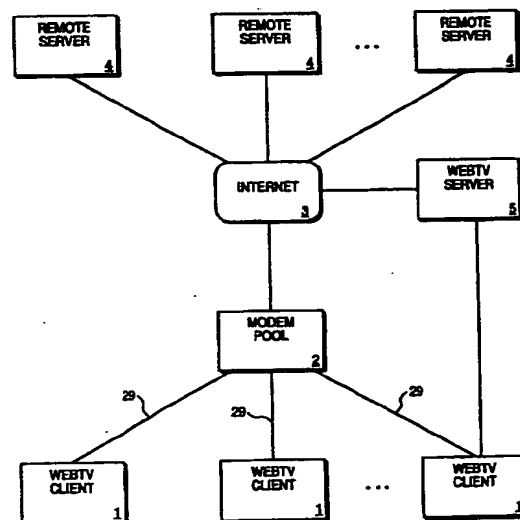 REMOTE
SERVER
4
REMOTE
SERVER
4
...
REMOTE
SERVER
4
INTERNET
3
WEBTV
SERVER
5
MODEM
POOL
2
29
29
29
WEBTV
CLIENT
1
WEBTV
CLIENT
1
...
WEBTV
CLIENT
1